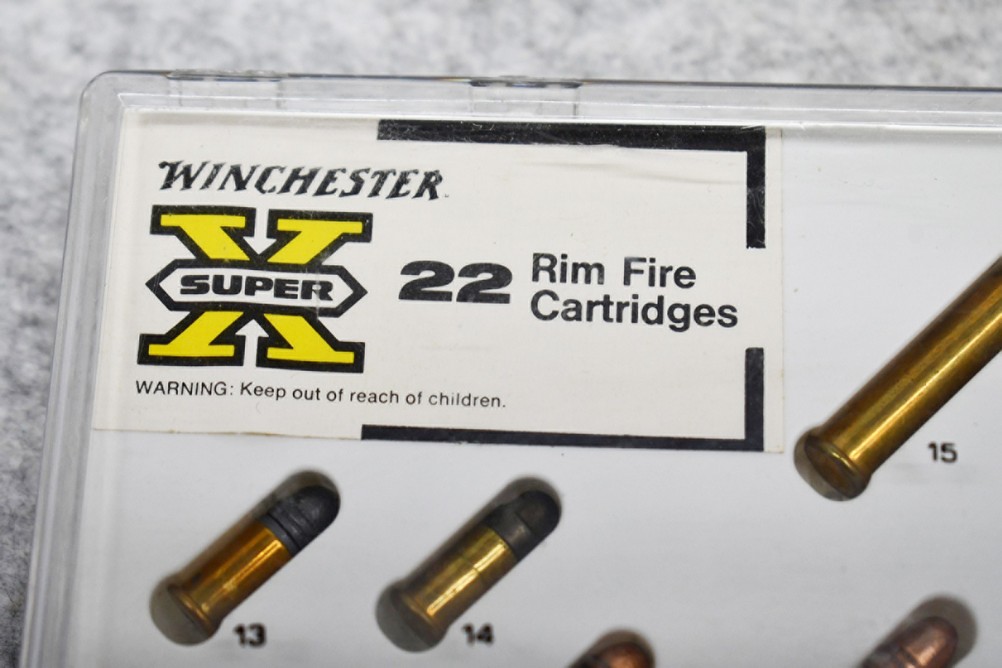 WINCHESTER
SUPER X
22 Rim Fire
Cartridges
WARNING: Keep out of reach of children.
15
13
14